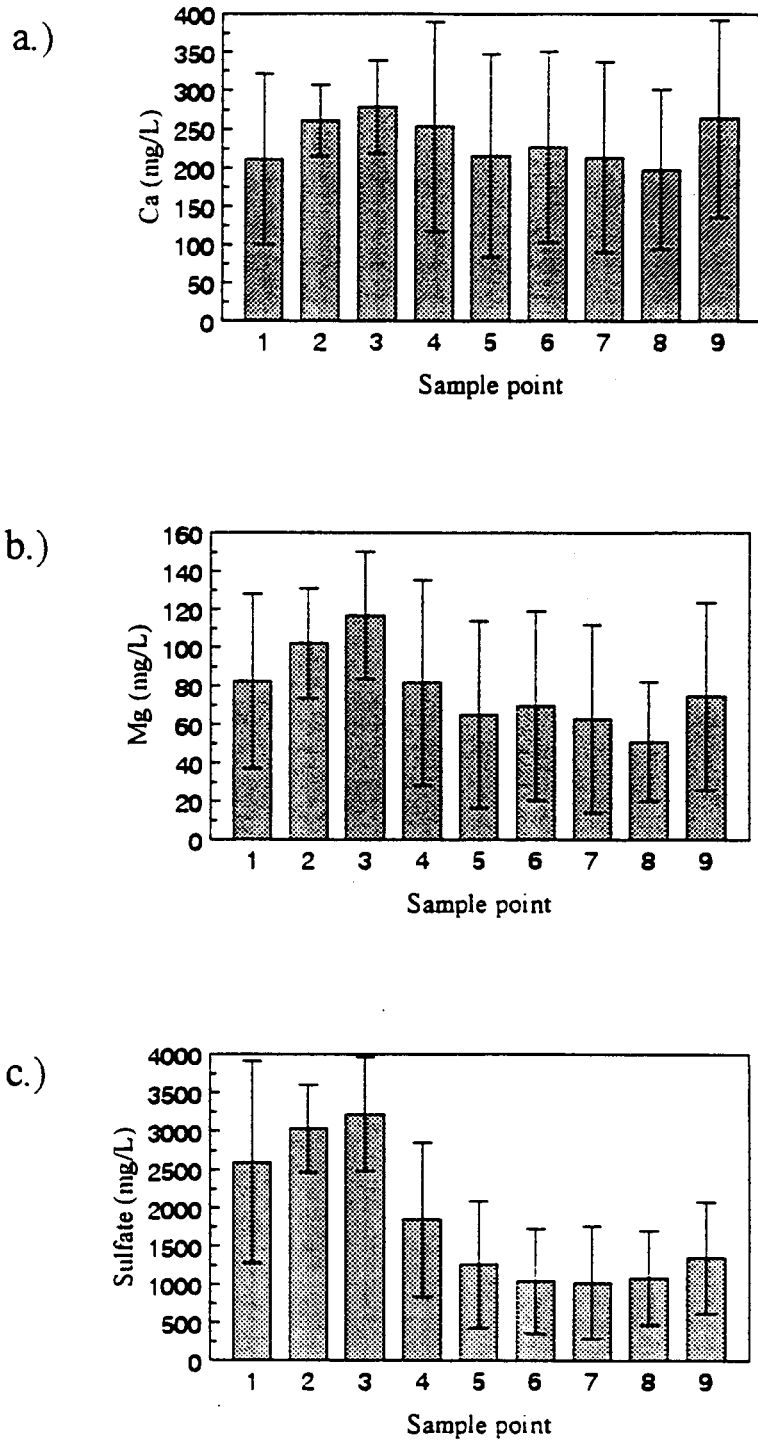 a.)
Ca (mg/L)
400
350
300
250
200
150
100
50
0
1 2 3 4 5 6 7 8 9
Sample point
b.)
Mg (mg/L)
160
140
120
100
80
60
40
20
0
1 2 3 4 5 6 7 8 9
Sample point
c.)
Sulfate (mg/L)
4000
3500
3000
2500
2000
1500
1000
500
0
1 2 3 4 5 6 7 8 9
Sample point